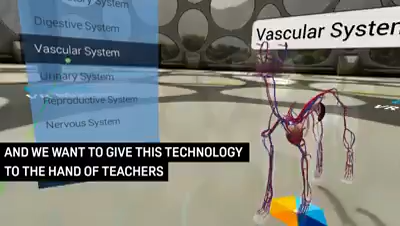 Digestive System
Vascular System
Urinary System
Reproductive System
Nervous System
Vascular System
AND WE WANT TO GIVE THIS TECHNOLOGY
TO THE HAND OF TEACHERS